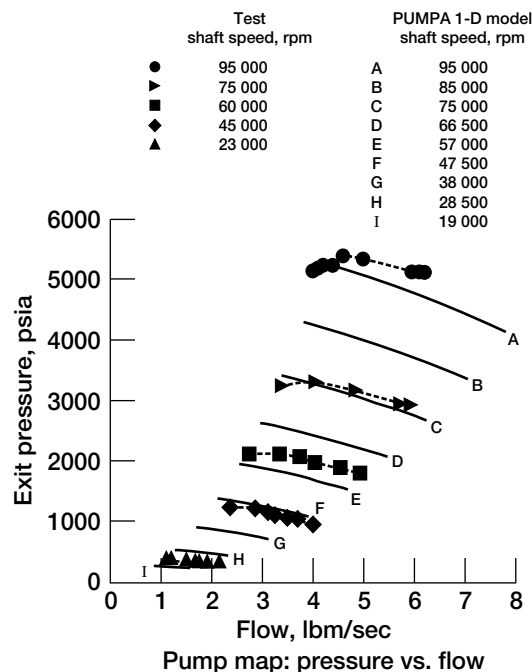 Test
shaft speed, rpm
95 000
75 000
60 000
45 000
23 000
PUMPA 1-D model
shaft speed, rpm
A 95 000
B 85 000
C 75 000
D 66 500
E 57 000
F 47 500
G 38 000
H 28 500
I 19 000
6000
5000
4000
3000
2000
1000
0
Exit pressure, psia
A
B
C
D
E
F
G
H
I
0 1 2 3 4 5 6 7 8
Flow, lbm/sec
Pump map: pressure vs. flow